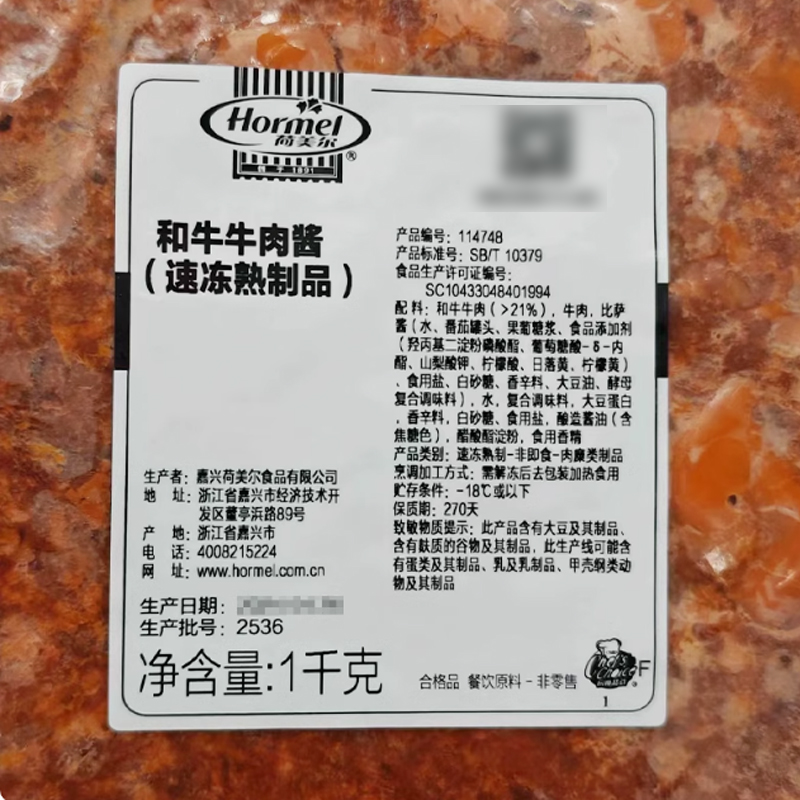 Hormel
荷美尔
®
始于1891
和牛牛肉酱
（速冻熟制品）
产品编号：114748
产品标准号：SB/T 10379
食品生产许可证编号：
SC10433048401994
配 料：和牛牛肉（>21%），牛肉，比萨
酱（水、番茄罐头、果葡糖浆、食品添加剂
（羟丙基二淀粉磷酸酯、葡萄糖酸-δ-内
酯、山梨酸钾、柠檬酸、日落黄、柠檬黄）
、食用盐、白砂糖、香辛料、大豆油、酵母
复合调味料），水，复合调味料，大豆蛋白
，香辛料，白砂糖、食用盐，酿造酱油（含
焦糖色），醋酸酯淀粉，食用香精
产品类别：速冻熟制-非即食-肉糜类制品
烹调加工方式：需解冻后去包装加热食用
贮存条件：-18℃或以下
保质期：270天
致敏物质提示：此产品含有大豆及其制品、
含有麸质的谷物及其制品，此生产线可能含
有蛋类及其制品、乳及乳制品、甲壳纲类动
物及其制品
生产者：嘉兴荷美尔食品有限公司
地 址：浙江省嘉兴市经济技术开
发区董亭浜路89号
产 地：浙江省嘉兴市
电 话：4008215224
网 址：www.hormel.com.cn
生产日期：
生产批号：2536
净含量:1千克
合格品 餐饮原料-非零售
Chef's
Choice
F
1